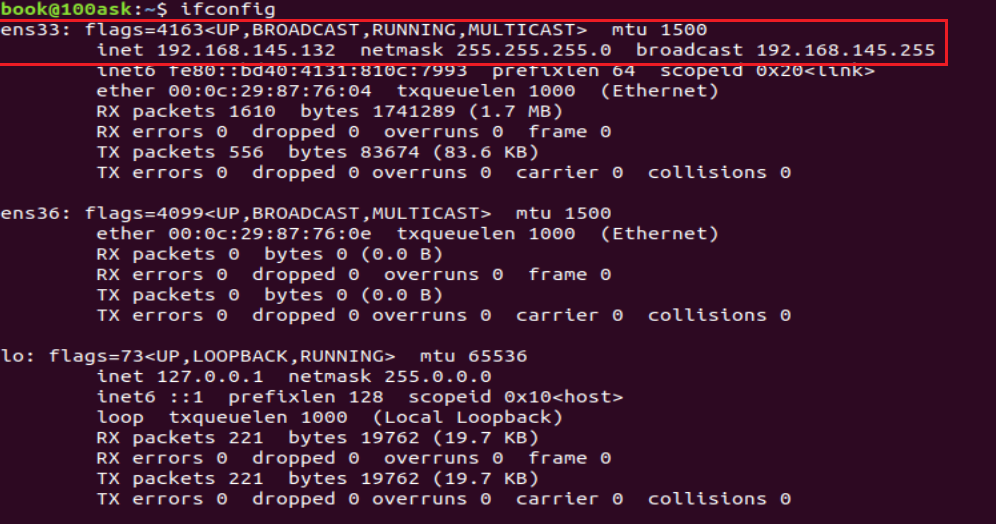 book@100ask:~$ ifconfig
ens33: flags=4163<UP,BROADCAST,RUNNING,MULTICAST>  mtu 1500
        inet 192.168.145.132  netmask 255.255.255.0  broadcast 192.168.145.255
        inet6 fe80::bd40:4131:810c:7993  prefixlen 64  scopeid 0x20<link>
        ether 00:0c:29:87:76:04  txqueuelen 1000  (Ethernet)
        RX packets 1610  bytes 1741289 (1.7 MB)
        RX errors 0  dropped 0  overruns 0  frame 0
        TX packets 556  bytes 83674 (83.6 KB)
        TX errors 0  dropped 0 overruns 0  carrier 0  collisions 0

ens36: flags=4099<UP,BROADCAST,MULTICAST>  mtu 1500
        ether 00:0c:29:87:76:0e  txqueuelen 1000  (Ethernet)
        RX packets 0  bytes 0 (0.0 B)
        RX errors 0  dropped 0  overruns 0  frame 0
        TX packets 0  bytes 0 (0.0 B)
        TX errors 0  dropped 0 overruns 0  carrier 0  collisions 0

lo: flags=73<UP,LOOPBACK,RUNNING>  mtu 65536
        inet 127.0.0.1  netmask 255.0.0.0
        inet6 ::1  prefixlen 128  scopeid 0x10<host>
        loop  txqueuelen 1000  (Local Loopback)
        RX packets 221  bytes 19762 (19.7 KB)
        RX errors 0  dropped 0  overruns 0  frame 0
        TX packets 221  bytes 19762 (19.7 KB)
        TX errors 0  dropped 0 overruns 0  carrier 0  collisions 0